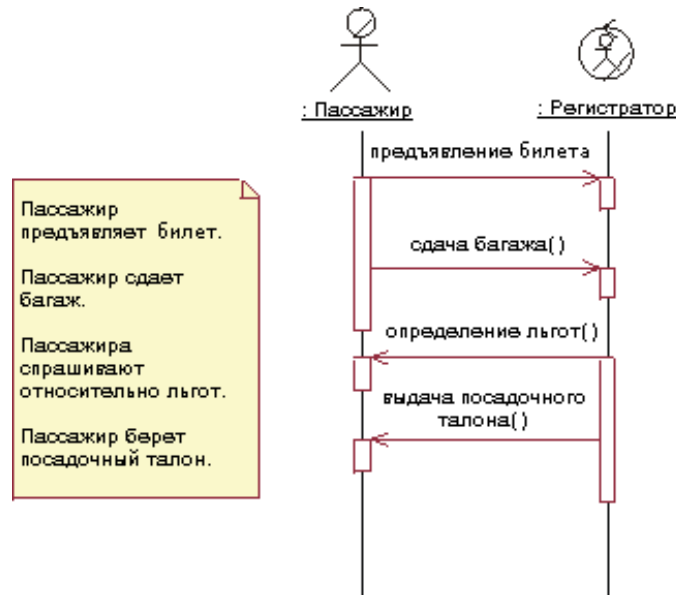 : Пассажир
: Регистратор
предъявление билета
Пассажир
предъявляет билет.
Пассажир сдает
багаж.
Пассажира
спрашивают
относительно льгот.
Пассажир берет
посадочный талон.
сдача багажа()
определение льгот()
выдача посадочного
талона()